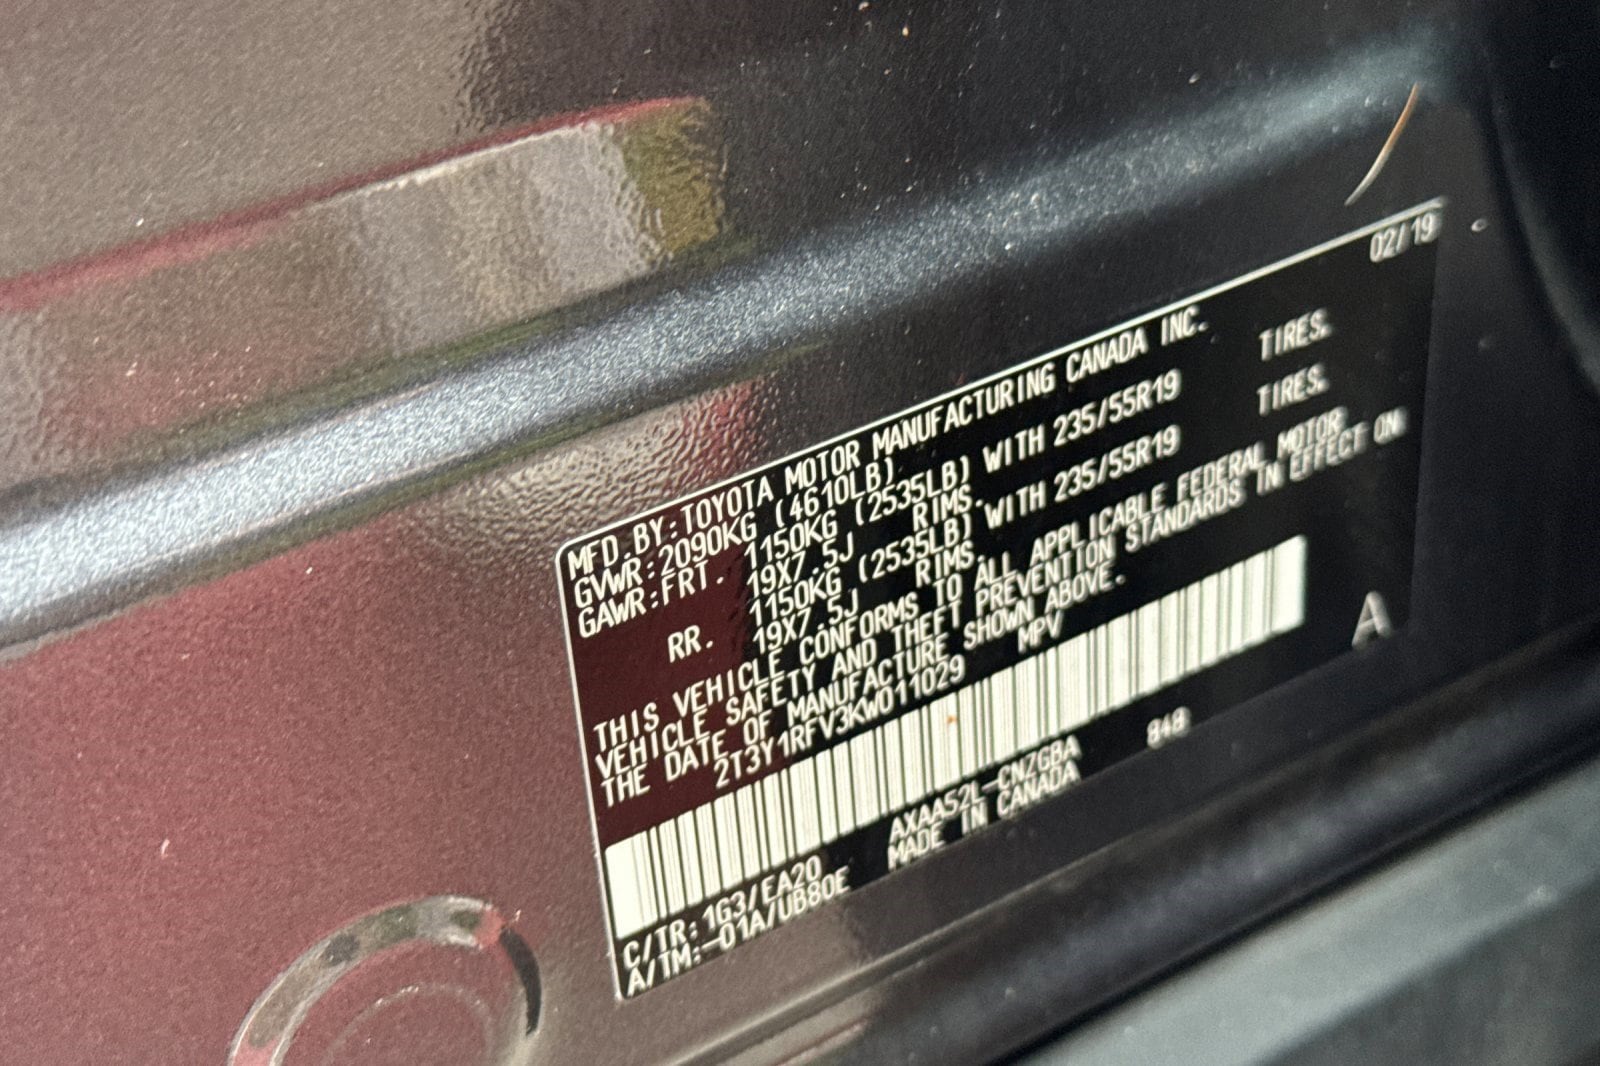 02/19
MFD.BY:TOYOTA MOTOR MANUFACTURING CANADA INC.
GVWR:2090KG (4610LB)
GAWR:FRT. 1150KG (2535LB) WITH 235/55R19 TIRES.
19X7.5J RIMS.
RR. 1150KG (2535LB) WITH 235/55R19 TIRES.
19X7.5J RIMS.
THIS VEHICLE CONFORMS TO ALL APPLICABLE FEDERAL MOTOR
VEHICLE SAFETY AND THEFT PREVENTION STANDARDS IN EFFECT ON
THE DATE OF MANUFACTURE SHOWN ABOVE.
2T3Y1RFV3KW011029 MPV
A
C/TR:1G3/EA20 AXAA52L-CNZGBA 848
A/TM:-01A/UB80E MADE IN CANADA